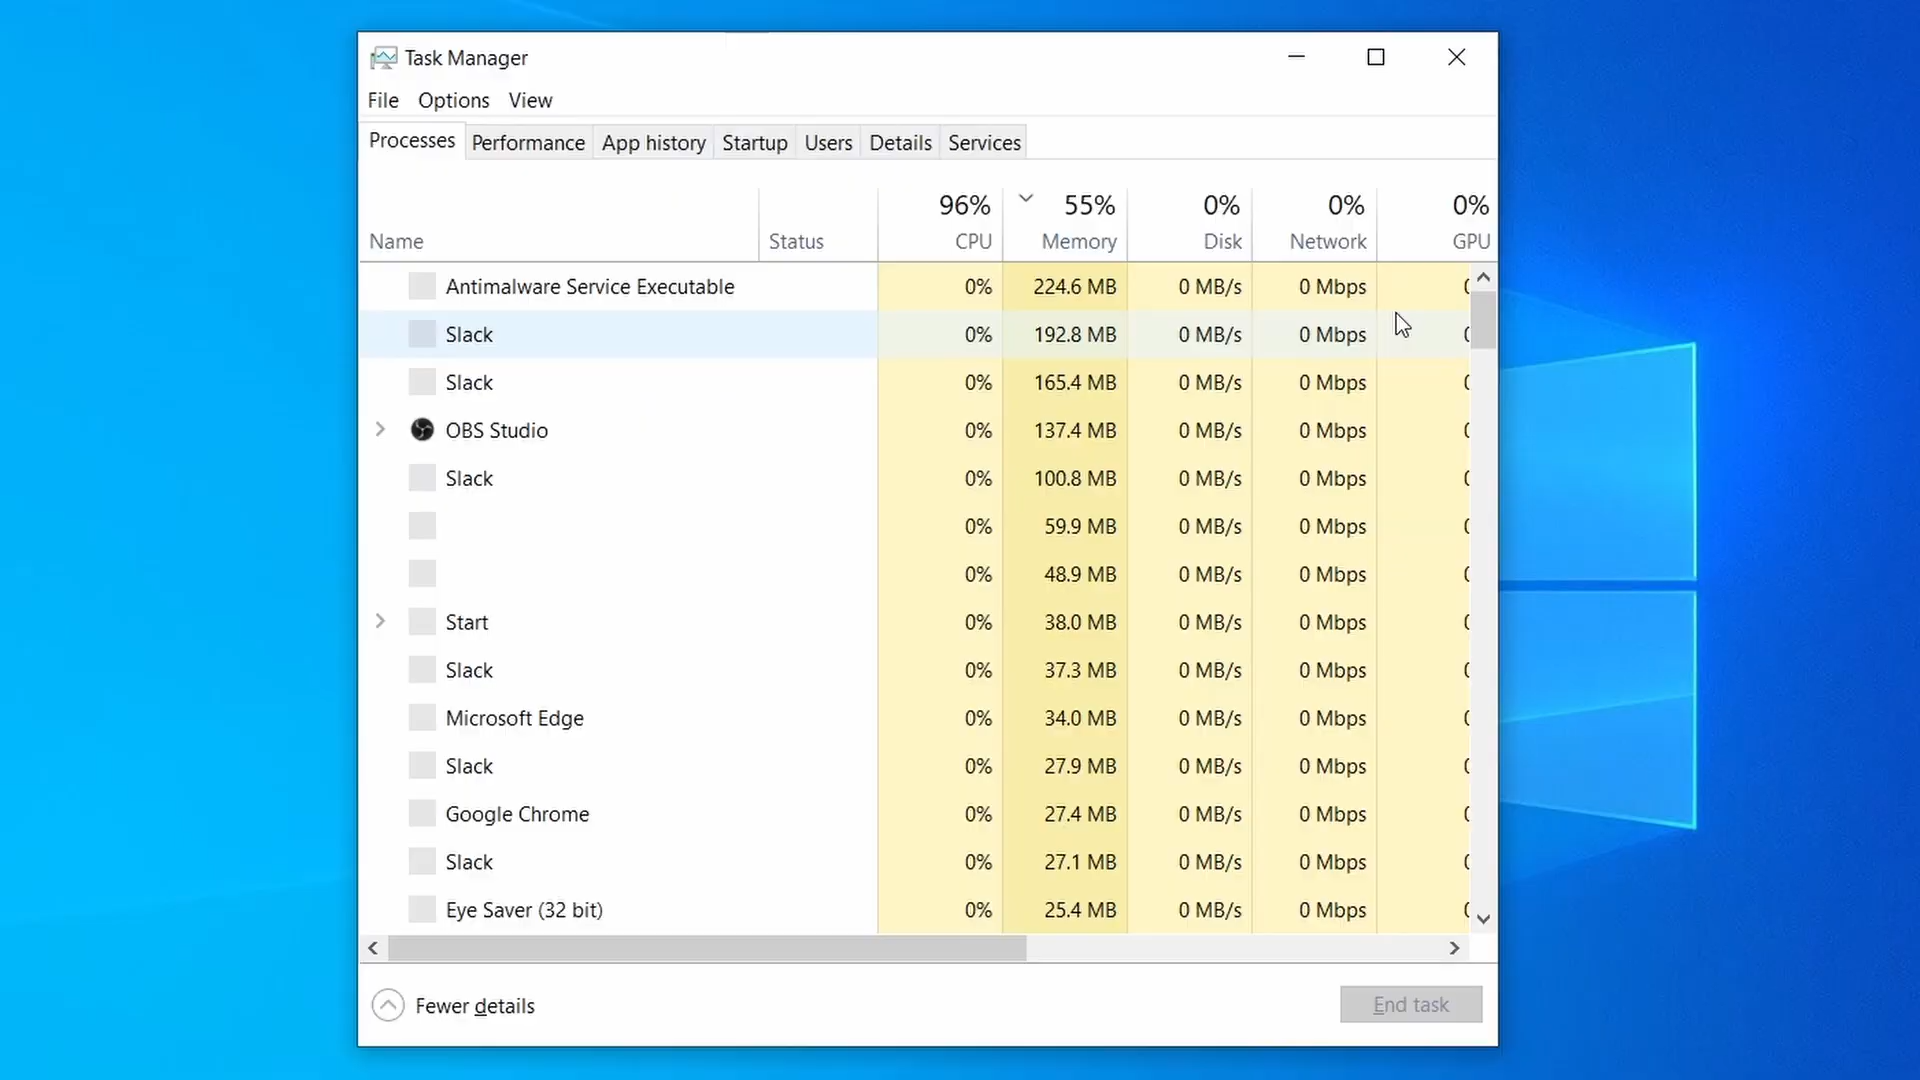 Task Manager
File Options View
Processes Performance App history Startup Users Details Services
96% 55% 0% 0% 0%
Name Status CPU Memory Disk Network GPU
Antimalware Service Executable 0% 224.6 MB 0 MB/s 0 Mbps
Slack 0% 192.8 MB 0 MB/s 0 Mbps
Slack 0% 165.4 MB 0 MB/s 0 Mbps
OBS Studio 0% 137.4 MB 0 MB/s 0 Mbps
Slack 0% 100.8 MB 0 MB/s 0 Mbps
0% 59.9 MB 0 MB/s 0 Mbps
0% 48.9 MB 0 MB/s 0 Mbps
Start 0% 38.0 MB 0 MB/s 0 Mbps
Slack 0% 37.3 MB 0 MB/s 0 Mbps
Microsoft Edge 0% 34.0 MB 0 MB/s 0 Mbps
Slack 0% 27.9 MB 0 MB/s 0 Mbps
Google Chrome 0% 27.4 MB 0 MB/s 0 Mbps
Slack 0% 27.1 MB 0 MB/s 0 Mbps
Eye Saver (32 bit) 0% 25.4 MB 0 MB/s 0 Mbps
Fewer details End task